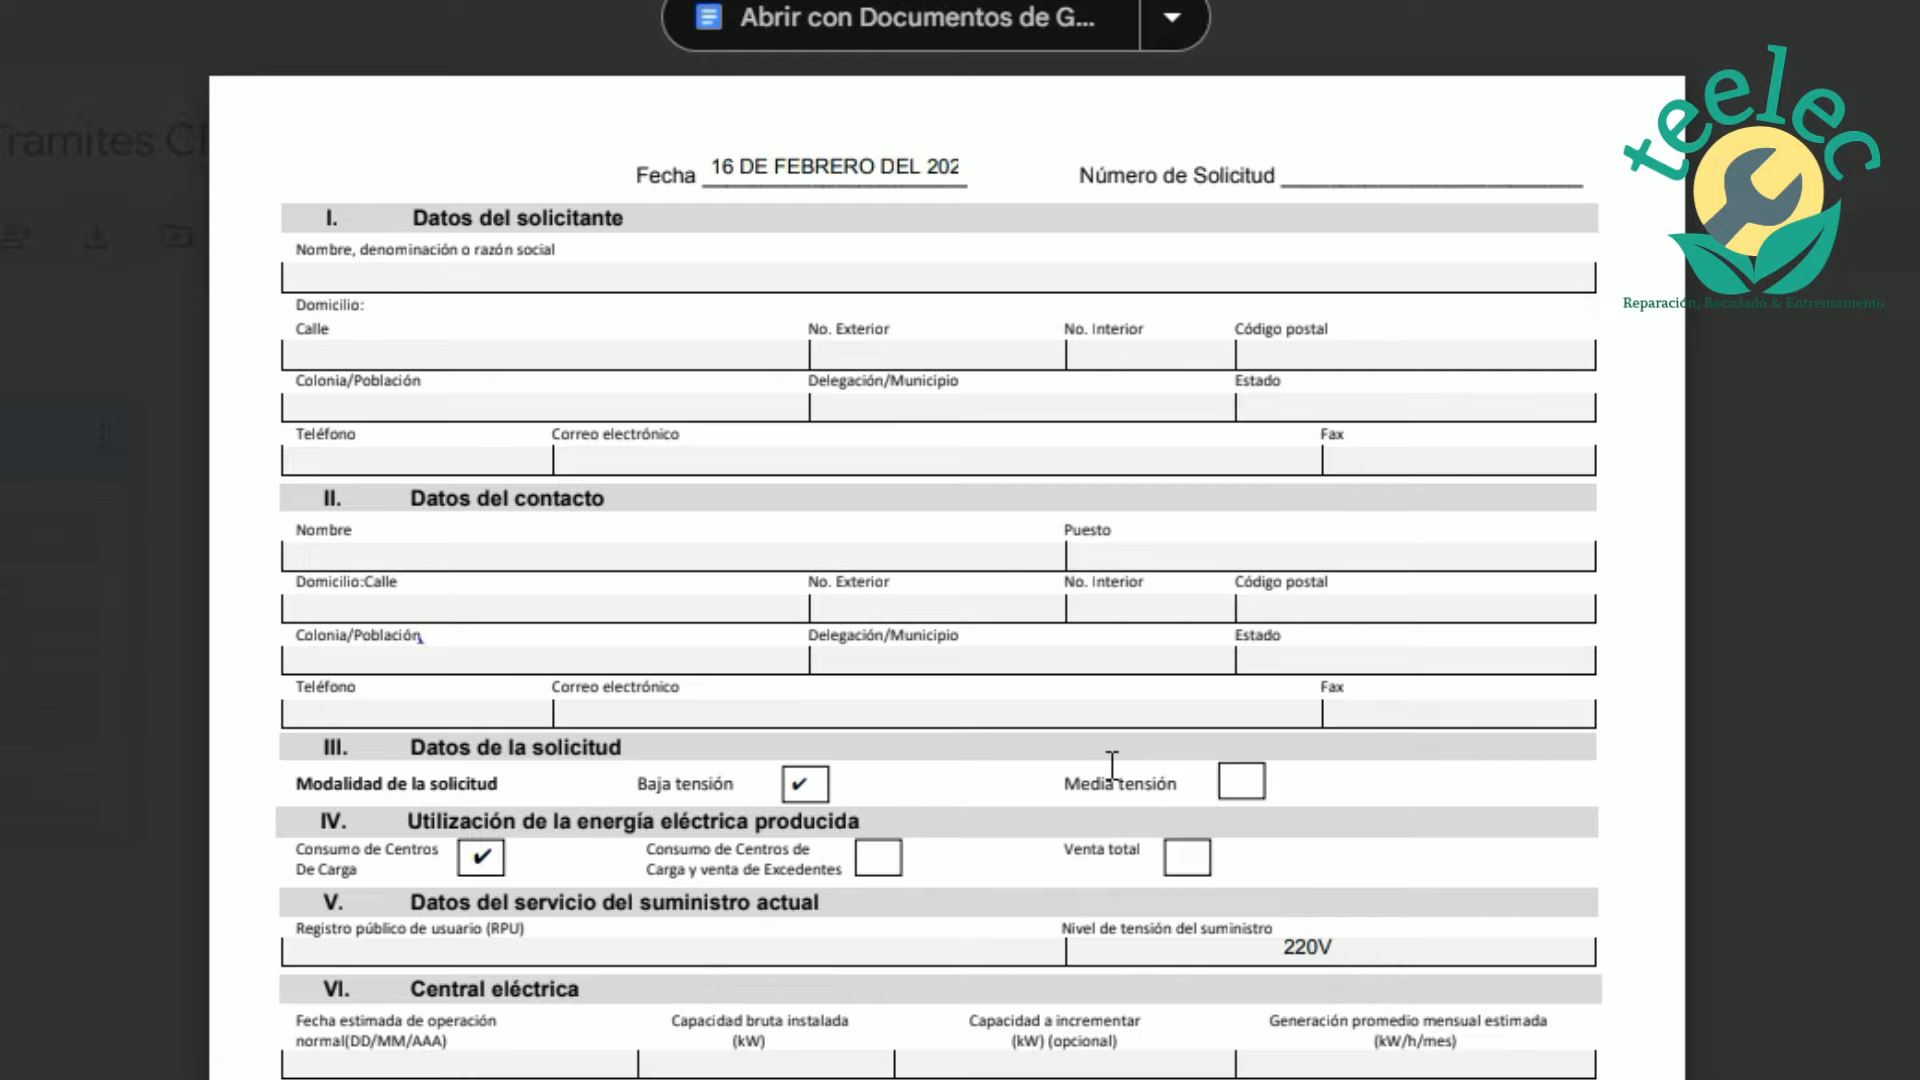 Abrir con Documentos de G...
teelec
Reparación, Reciclado & Entrenamiento
Tramites
Fecha 16 DE FEBRERO DEL 202 Número de Solicitud
I. Datos del solicitante
Nombre, denominación o razón social
Domicilio:
Calle No. Exterior No. Interior Código postal
Colonia/Población Delegación/Municipio Estado
Teléfono Correo electrónico Fax
II. Datos del contacto
Nombre Puesto
Domicilio:Calle No. Exterior No. Interior Código postal
Colonia/Población Delegación/Municipio Estado
Teléfono Correo electrónico Fax
III. Datos de la solicitud
Modalidad de la solicitud Baja tensión ✔ Media tensión
IV. Utilización de la energía eléctrica producida
Consumo de Centros De Carga ✔ Consumo de Centros de Carga y venta de Excedentes Venta total
V. Datos del servicio del suministro actual
Registro público de usuario (RPU) Nivel de tensión del suministro
220V
VI. Central eléctrica
Fecha estimada de operación Capacidad bruta instalada Capacidad a incrementar Generación promedio mensual estimada
normal(DD/MM/AAA) (kW) (kW) (opcional) (kW/h/mes)